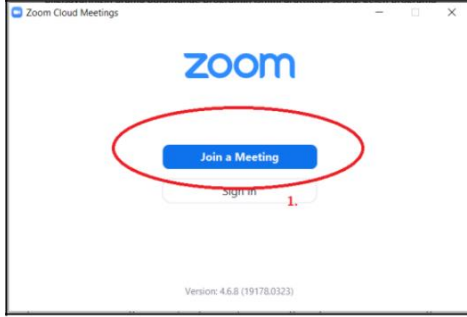 Zoom Cloud Meetings
zoom
Join a Meeting
Sign In
1.
Version: 4.6.8 (19178.0323)